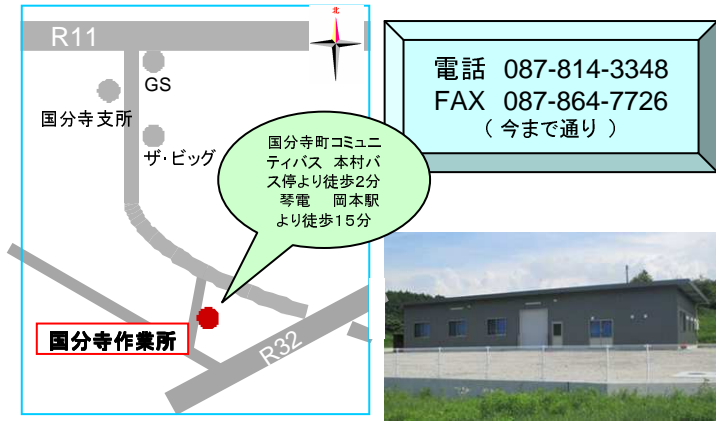 北
R11
GS
国分寺支所
ザ・ビッグ
国分寺町コミュニ
ティバス 本村バ
ス停より徒歩2分
琴電 岡本駅
より徒歩15分
国分寺作業所
R32
電話 087-814-3348
FAX 087-864-7726
( 今まで通り )